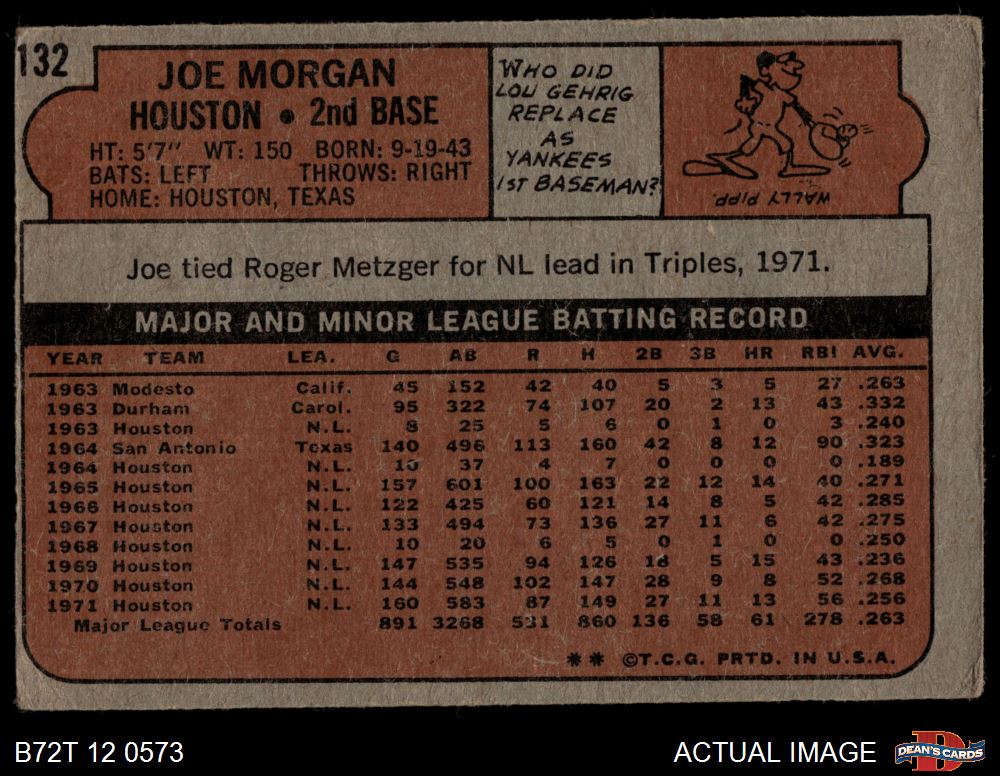 132
JOE MORGAN
HOUSTON • 2nd BASE
HT: 5'7" WT: 150 BORN: 9-19-43
BATS: LEFT THROWS: RIGHT
HOME: HOUSTON, TEXAS
WHO DID
LOU GEHRIG
REPLACE
AS
YANKEES
1ST BASEMAN?
WALLY PIPP.
Joe tied Roger Metzger for NL lead in Triples, 1971.
MAJOR AND MINOR LEAGUE BATTING RECORD
YEAR TEAM LEA. G AB R H 2B 3B HR RBI AVG.
1963 Modesto Calif. 45 152 42 40 5 3 5 27 .263
1963 Durham Carol. 95 322 74 107 20 2 13 43 .332
1963 Houston N.L. 8 25 5 6 0 1 0 3 .240
1964 San Antonio Texas 140 496 113 160 42 8 12 90 .323
1964 Houston N.L. 10 37 4 7 0 0 0 0 .189
1965 Houston N.L. 157 601 100 163 22 12 14 40 .271
1966 Houston N.L. 122 425 60 121 14 8 5 42 .285
1967 Houston N.L. 133 494 73 136 27 11 6 42 .275
1968 Houston N.L. 10 20 6 5 0 1 0 0 .250
1969 Houston N.L. 147 535 94 126 18 5 15 43 .236
1970 Houston N.L. 144 548 102 147 28 9 8 52 .268
1971 Houston N.L. 160 583 87 149 27 11 13 56 .256
Major League Totals 891 3268 531 860 136 58 61 278 .263
** ©T.C.G. PRTD. IN U.S.A.
B72T 12 0573
ACTUAL IMAGE
DEAN'S CARDS